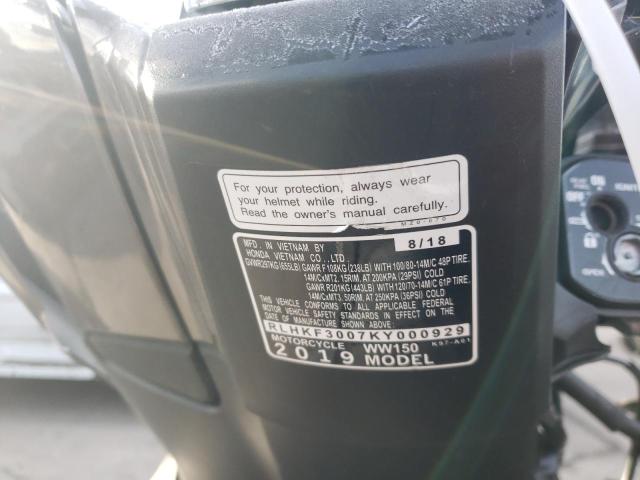 For your protection, always wear
your helmet while riding.
Read the owner's manual carefully.
MFD. IN VIETNAM BY 8/18
HONDA VIETNAM CO., LTD.
GVWR297KG (655LB) GAWR F108KG (238LB) WITH 100/80-14M/C 48P TIRE,
14M/CxMT2.15RIM, AT 200KPA (29PSI) COLD
GAWR R201KG (443LB) WITH 120/70-14M/C 61P TIRE,
14M/CxMT3.50RIM, AT 250KPA (36PSI) COLD
THIS VEHICLE CONFORMS TO ALL APPLICABLE FEDERAL
MOTOR VEHICLE SAFETY STANDARDS IN EFFECT ON THE
DATE OF MANUFACTURE SHOWN ABOVE.
RLHKF3007KY000929
MOTORCYCLE WW150 K97-A01
2019 MODEL